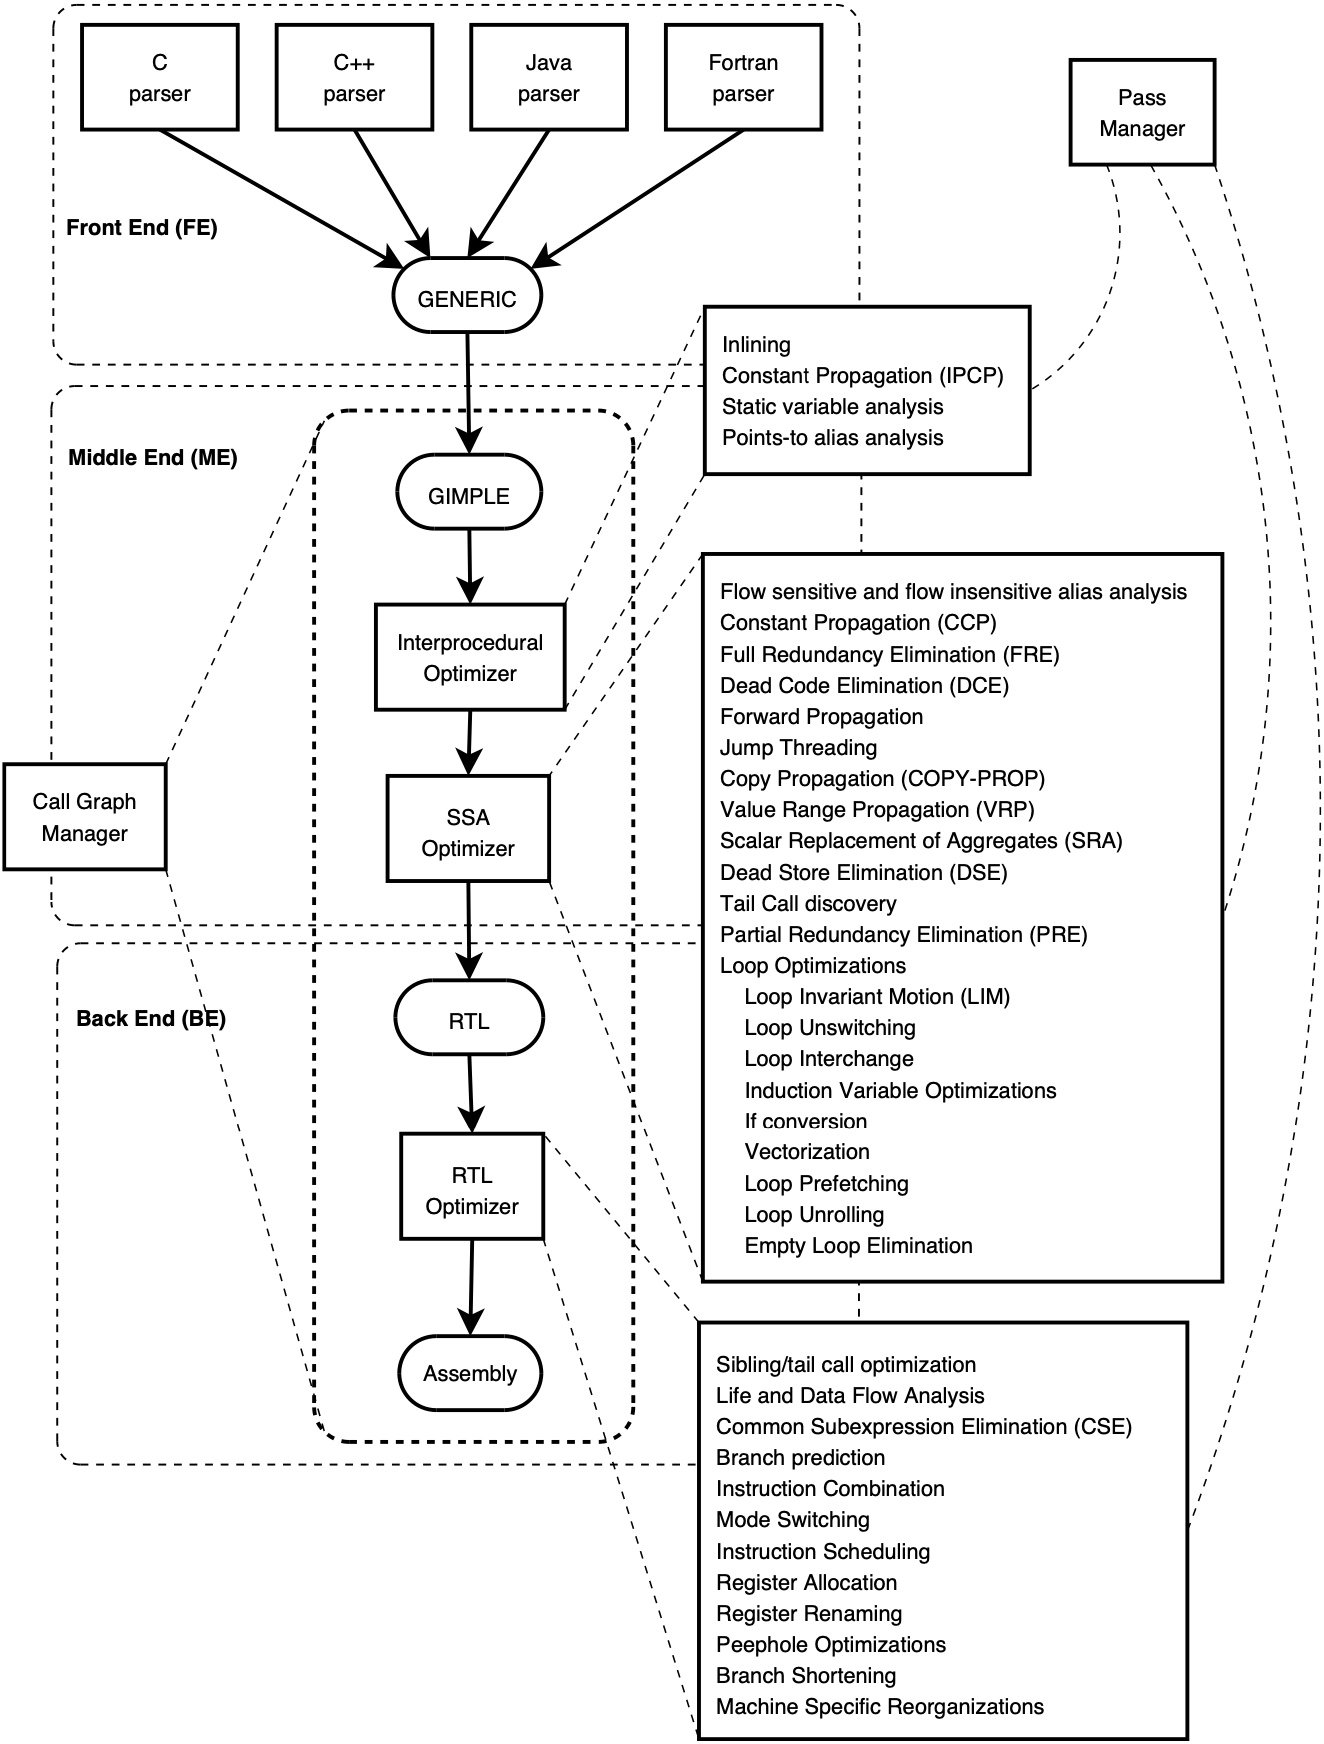 C
parser
C++
parser
Java
parser
Fortran
parser
Pass
Manager
Front End (FE)
GENERIC
Inlining
Constant Propagation (IPCP)
Static variable analysis
Points-to alias analysis
Middle End (ME)
GIMPLE
Interprocedural
Optimizer
Call Graph
Manager
SSA
Optimizer
Flow sensitive and flow insensitive alias analysis
Constant Propagation (CCP)
Full Redundancy Elimination (FRE)
Dead Code Elimination (DCE)
Forward Propagation
Jump Threading
Copy Propagation (COPY-PROP)
Value Range Propagation (VRP)
Scalar Replacement of Aggregates (SRA)
Dead Store Elimination (DSE)
Tail Call discovery
Partial Redundancy Elimination (PRE)
Loop Optimizations
Loop Invariant Motion (LIM)
Loop Unswitching
Loop Interchange
Induction Variable Optimizations
If conversion
Vectorization
Loop Prefetching
Loop Unrolling
Empty Loop Elimination
Back End (BE)
RTL
RTL
Optimizer
Assembly
Sibling/tail call optimization
Life and Data Flow Analysis
Common Subexpression Elimination (CSE)
Branch prediction
Instruction Combination
Mode Switching
Instruction Scheduling
Register Allocation
Register Renaming
Peephole Optimizations
Branch Shortening
Machine Specific Reorganizations